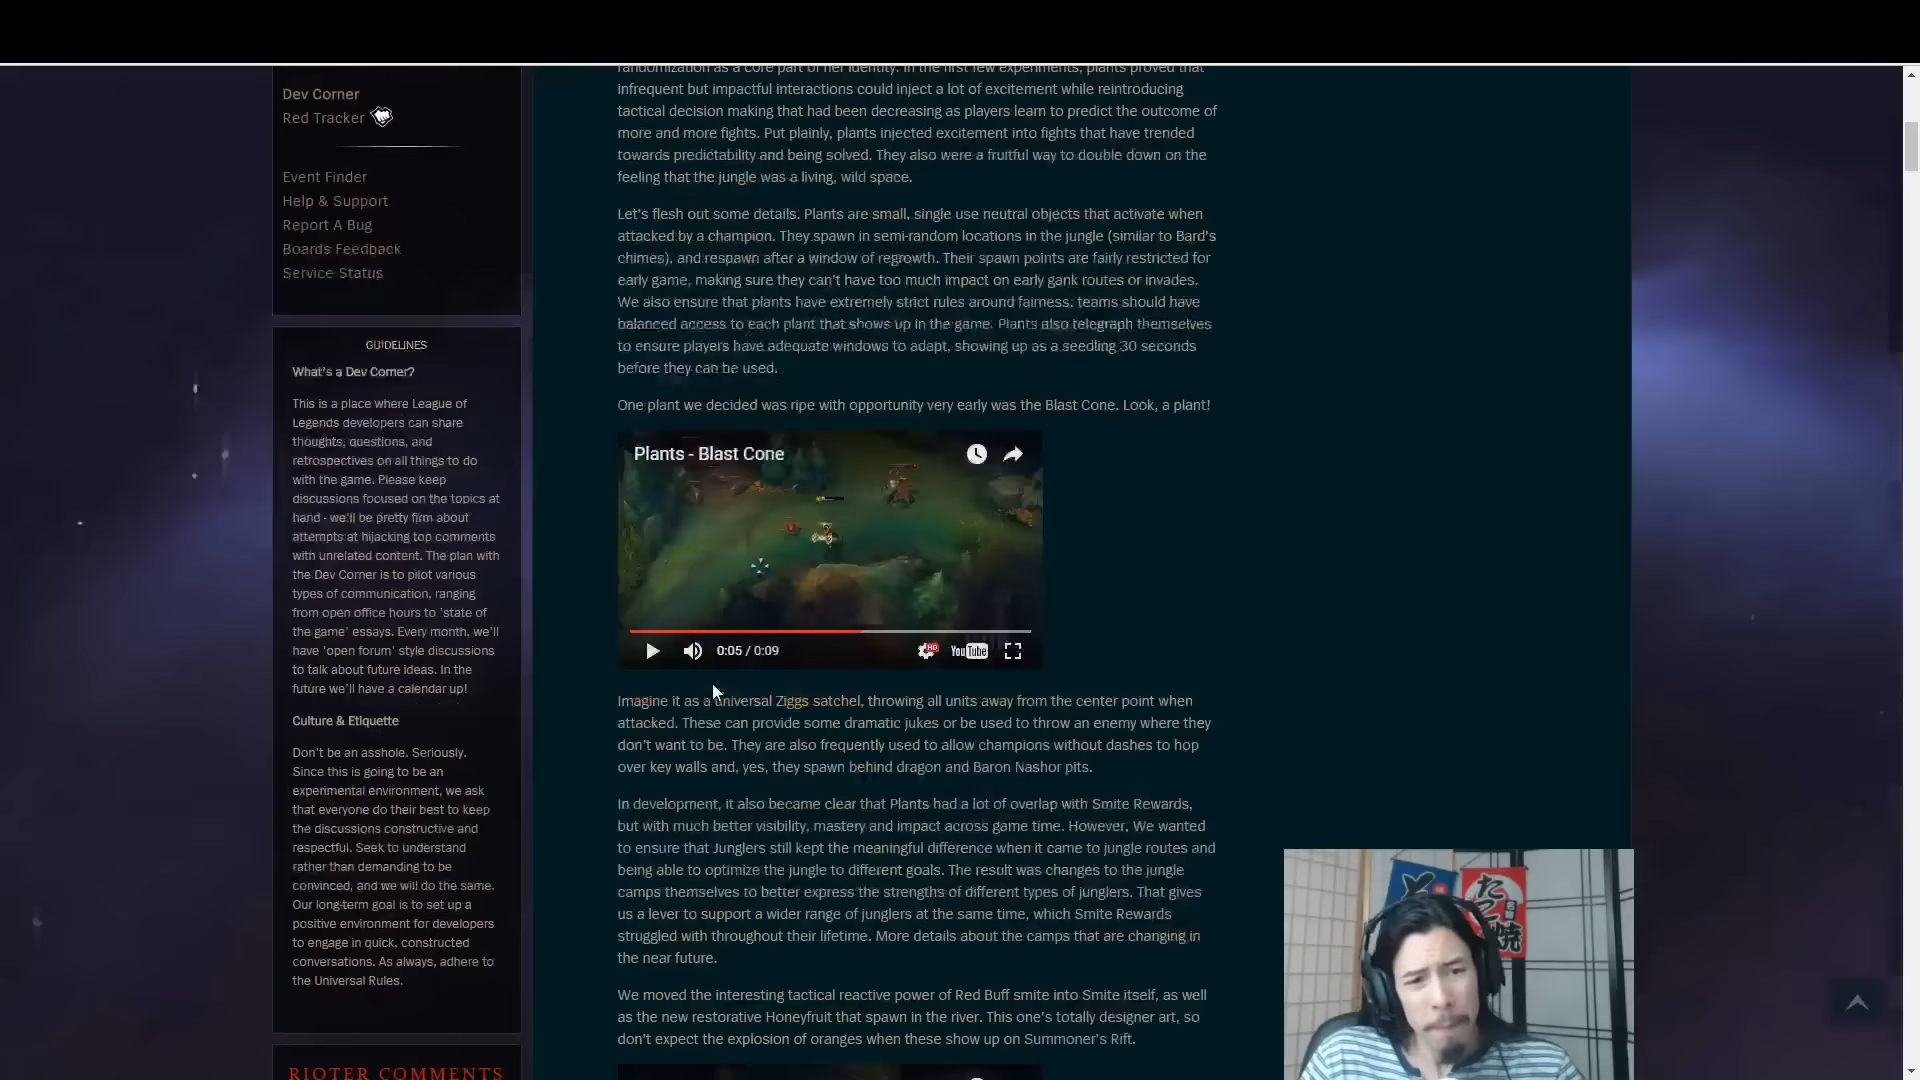 Dev Corner
Red Tracker
Event Finder
Help & Support
Report A Bug
Boards Feedback
Service Status
GUIDELINES
What's a Dev Corner?
This is a place where League of
Legends developers can share
thoughts, questions, and
retrospectives on all things to do
with the game. Please keep
discussions focused on the topics at
hand - we'll be pretty firm about
attempts at hijacking top comments
with unrelated content. The plan with
the Dev Corner is to pilot various
types of communication, ranging
from open office hours to 'state of
the game' essays. Every month, we'll
have 'open forum' style discussions
to talk about future ideas. In the
future we'll have a calendar up!
Culture & Etiquette
Don't be an asshole. Seriously.
Since this is going to be an
experimental environment, we ask
that everyone do their best to keep
the discussions constructive and
respectful. Seek to understand
rather than demanding to be
convinced, and we will do the same.
Our long-term goal is to set up a
positive environment for developers
to engage in quick, constructed
conversations. As always, adhere to
the Universal Rules.
RIOTER COMMENTS
randomization as a core part of her identity. In the first few experiments, plants proved that
infrequent but impactful interactions could inject a lot of excitement while reintroducing
tactical decision making that had been decreasing as players learn to predict the outcome of
more and more fights. Put plainly, plants injected excitement into fights that have trended
towards predictability and being solved. They also were a fruitful way to double down on the
feeling that the jungle was a living, wild space.
Let's flesh out some details. Plants are small, single use neutral objects that activate when
attacked by a champion. They spawn in semi-random locations in the jungle (similar to Bard's
chimes), and respawn after a window of regrowth. Their spawn points are fairly restricted for
early game, making sure they can't have too much impact on early gank routes or invades.
We also ensure that plants have extremely strict rules around fairness: teams should have
balanced access to each plant that shows up in the game. Plants also telegraph themselves
to ensure players have adequate windows to adapt, showing up as a seedling 30 seconds
before they can be used.
One plant we decided was ripe with opportunity very early was the Blast Cone. Look, a plant!
Plants - Blast Cone
0:05 / 0:09
HD
YouTube
Imagine it as a universal Ziggs satchel, throwing all units away from the center point when
attacked. These can provide some dramatic jukes or be used to throw an enemy where they
don't want to be. They are also frequently used to allow champions without dashes to hop
over key walls and, yes, they spawn behind dragon and Baron Nashor pits.
In development, it also became clear that Plants had a lot of overlap with Smite Rewards,
but with much better visibility, mastery and impact across game time. However, We wanted
to ensure that Junglers still kept the meaningful difference when it came to jungle routes and
being able to optimize the jungle to different goals. The result was changes to the jungle
camps themselves to better express the strengths of different types of junglers. That gives
us a lever to support a wider range of junglers at the same time, which Smite Rewards
struggled with throughout their lifetime. More details about the camps that are changing in
the near future.
We moved the interesting tactical reactive power of Red Buff smite into Smite itself, as well
as the new restorative Honeyfruit that spawn in the river. This one's totally designer art, so
don't expect the explosion of oranges when these show up on Summoner's Rift.